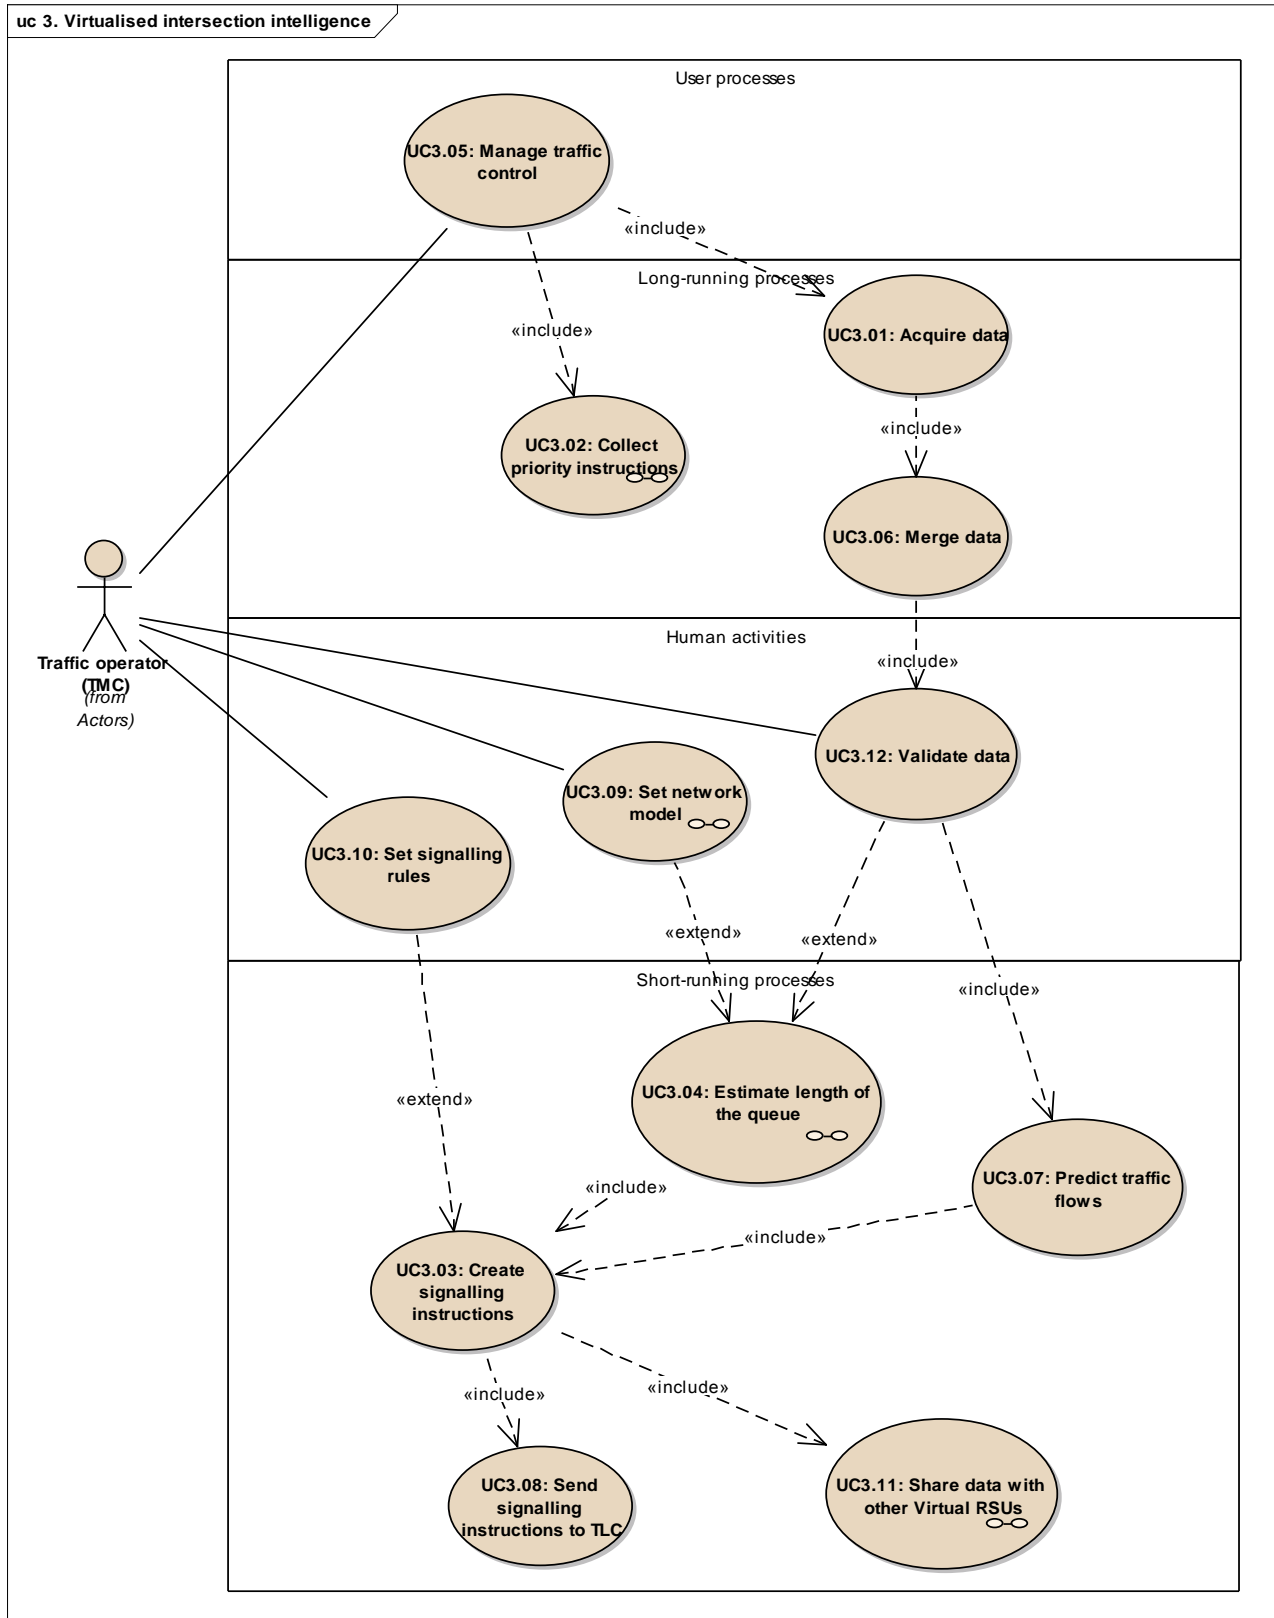 uc 3. Virtualised intersection intelligence
User processes
UC3.05: Manage traffic
control
«include»
Long-running processes
«include»
UC3.01: Acquire data
«include»
UC3.02: Collect
priority instructions
UC3.06: Merge data
Human activities
«include»
Traffic operator
(TMC)
(from
Actors)
UC3.12: Validate data
UC3.09: Set network
model
UC3.10: Set signalling
rules
«extend»
«extend»
Short-running processes
«include»
«extend»
UC3.04: Estimate length of
the queue
UC3.07: Predict traffic
flows
«include»
«include»
UC3.03: Create
signalling
instructions
«include»
«include»
UC3.08: Send
signalling
instructions to TLC
UC3.11: Share data with
other Virtual RSUs